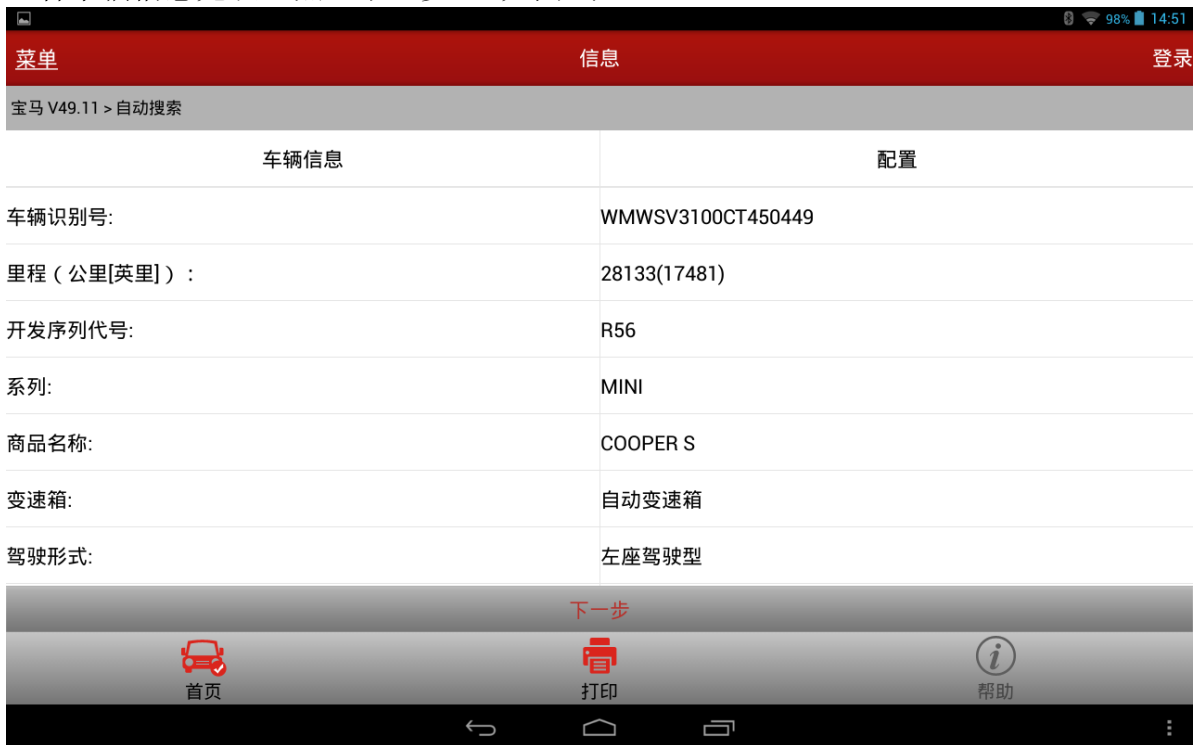 98% 14:51
菜单 信息 登录
宝马 V49.11 > 自动搜索
车辆信息 配置
车辆识别号: WMWSV3100CT450449
里程（公里[英里]）: 28133(17481)
开发序列代号: R56
系列: MINI
商品名称: COOPER S
变速箱: 自动变速箱
驾驶形式: 左座驾驶型
下一步
首页 打印 帮助